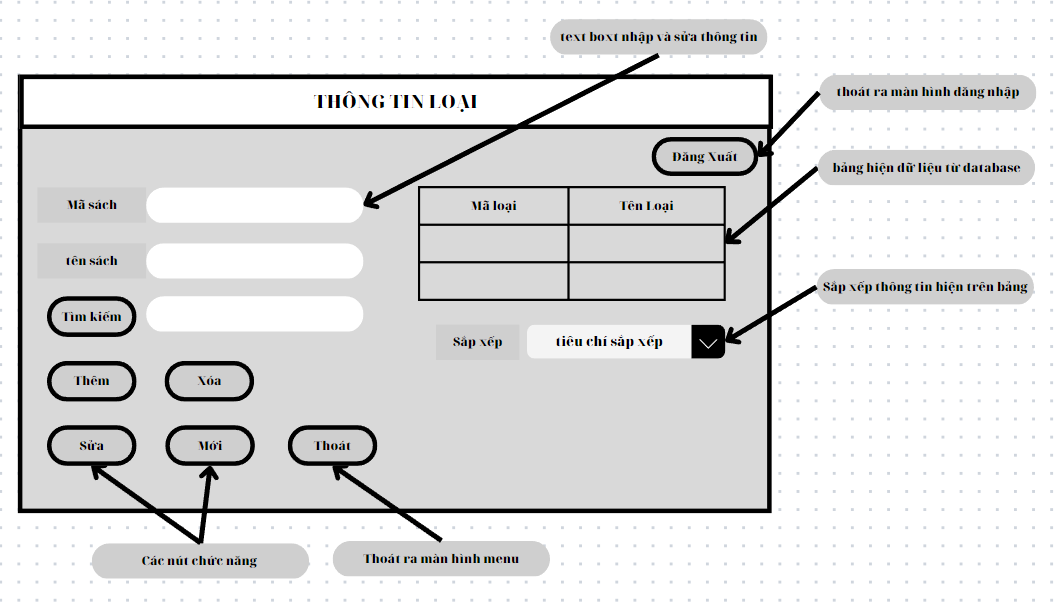 text boxt nhập và sửa thông tin
THÔNG TIN LOẠI
thoát ra màn hình đăng nhập
Đăng Xuất
bảng hiện dữ liệu từ database
Mã sách
Mã loại
Tên Loại
tên sách
Sắp xếp thông tin hiện trên bảng
Tìm kiếm
Sắp xếp
tiêu chí sắp xếp
Thêm
Xóa
Sửa
Mới
Thoát
Các nút chức năng
Thoát ra màn hình menu